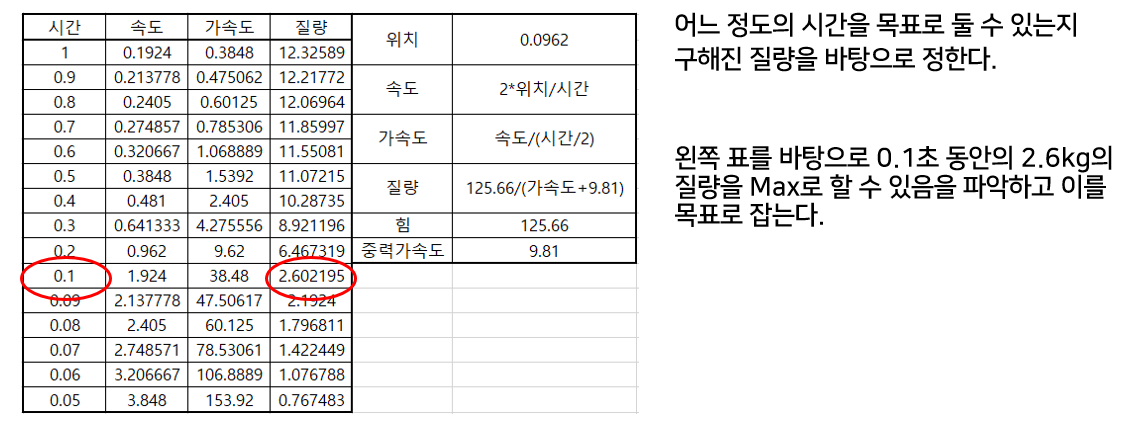 시간 속도 가속도 질량 위치 0.0962
1 0.1924 0.3848 12.32589
0.9 0.213778 0.475062 12.21772 속도 2*위치/시간
0.8 0.2405 0.60125 12.06964
0.7 0.274857 0.785306 11.85997 가속도 속도/(시간/2)
0.6 0.320667 1.068889 11.55081
0.5 0.3848 1.5392 11.07215 질량 125.66/(가속도+9.81)
0.4 0.481 2.405 10.28735
0.3 0.641333 4.275556 8.921196 힘 125.66
0.2 0.962 9.62 6.467319 중력가속도 9.81
0.1 1.924 38.48 2.602195
0.09 2.137778 47.50617 2.1924
0.08 2.405 60.125 1.796811
0.07 2.748571 78.53061 1.422449
0.06 3.206667 106.8889 1.076788
0.05 3.848 153.92 0.767483
어느 정도의 시간을 목표로 둘 수 있는지
구해진 질량을 바탕으로 정한다.
왼쪽 표를 바탕으로 0.1초 동안의 2.6kg의
질량을 Max로 할 수 있음을 파악하고 이를
목표로 잡는다.